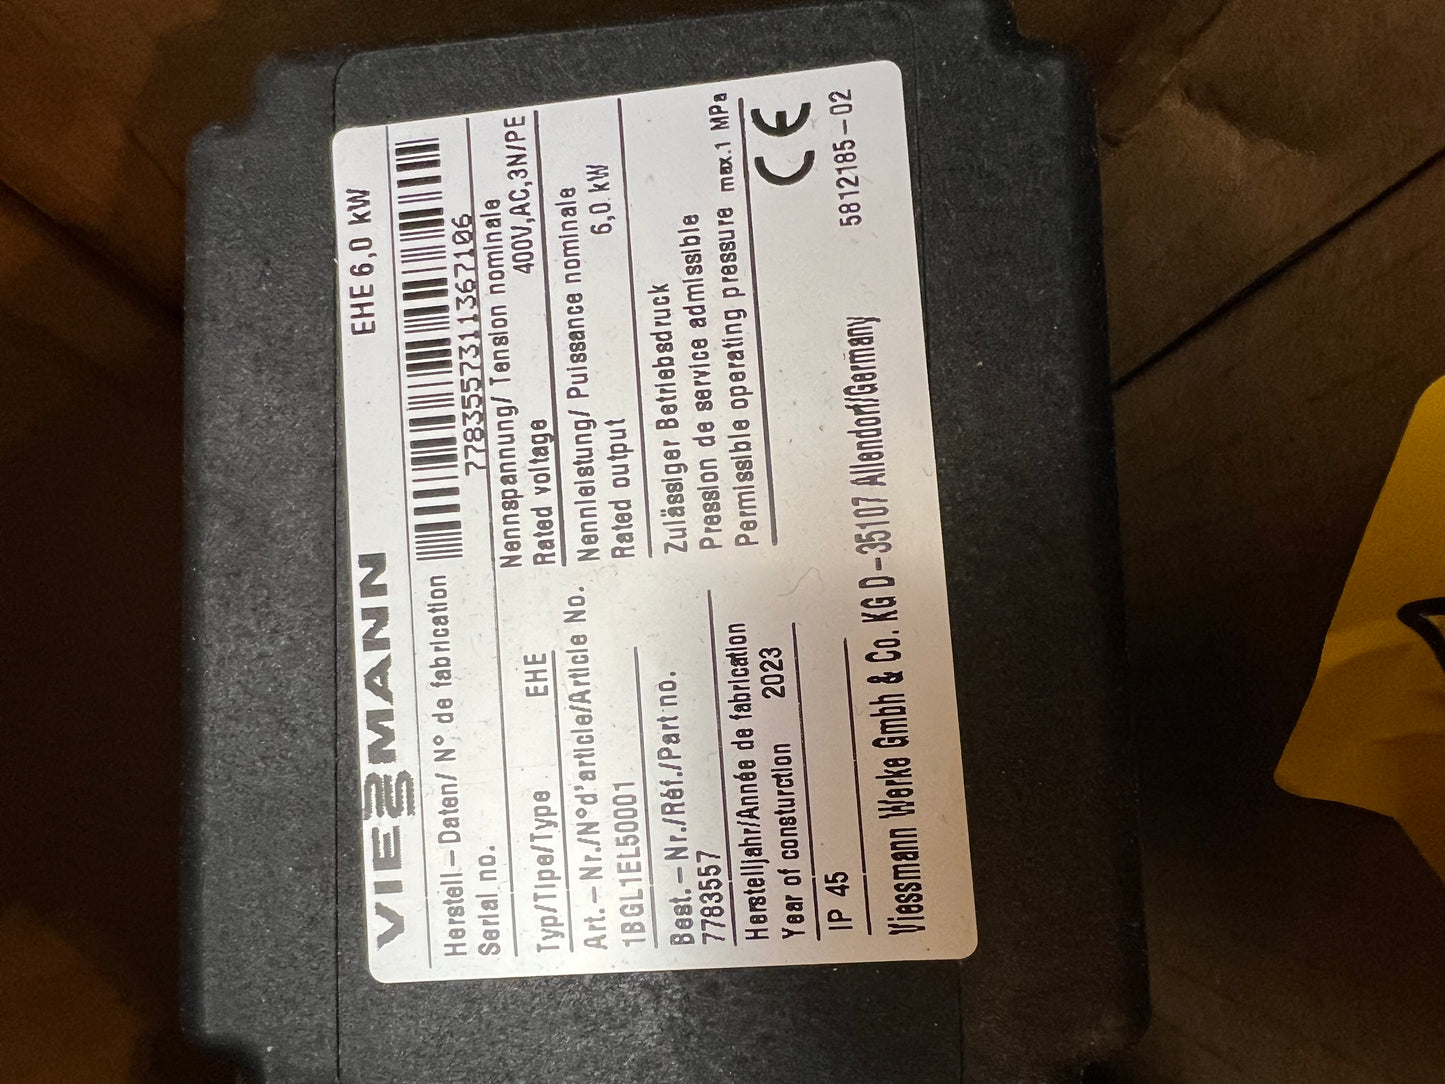 VIESSMANN EHE 6,0 kW
Herstell.-Daten/ N° de fabrication
Serial no.
7783557311367106
Typ/Tipe/Type EHE
Nennspannung/ Tension nominale
Rated voltage 400V,AC,3N/PE
Art.-Nr./N°d'article/Article No.
1BGL1EL50001
Nennleistung/ Puissance nominale
Rated output 6,0 kW
Best.-Nr./Réf./Part no.
7783557
Zulässiger Betriebsdruck
Pression de service admissible
Permissible operating pressure max.1 MPa
Herstelljahr/Année de fabrication
Year of consturction 2023
IP 45
CE
Viessmann Werke Gmbh & Co. KG D-35107 Allendorf/Germany
5812185-02